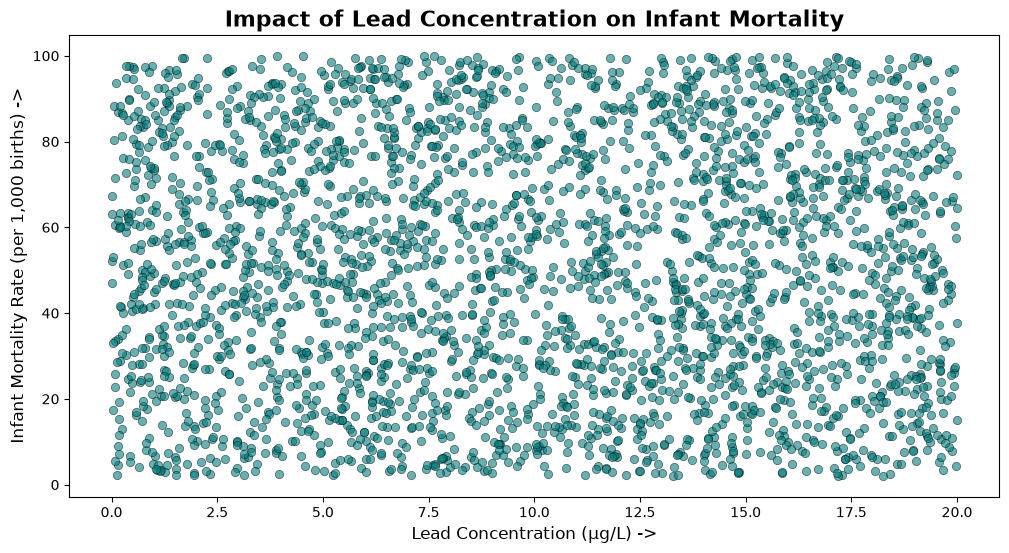 Impact of Lead Concentration on Infant Mortality
Infant Mortality Rate (per 1,000 births) ->
100
80
60
40
20
0
0.0 2.5 5.0 7.5 10.0 12.5 15.0 17.5 20.0
Lead Concentration (µg/L) ->